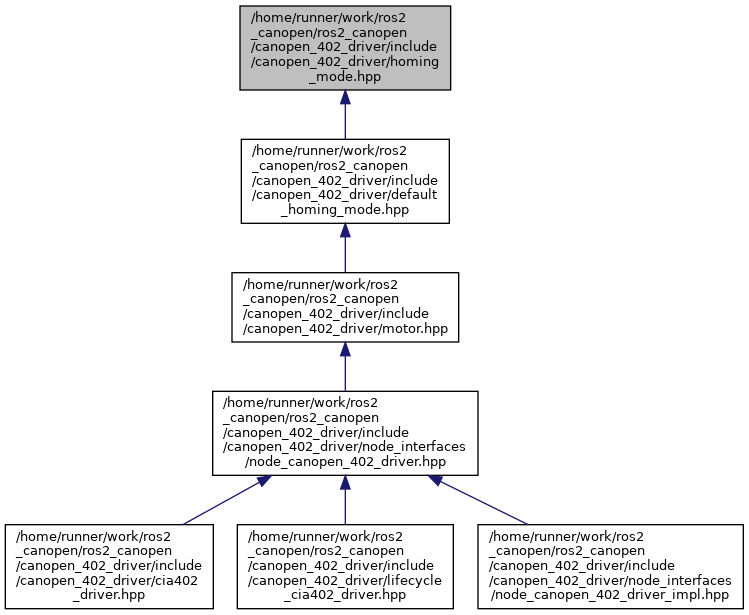 /home/runner/work/ros2
_canopen/ros2_canopen
/canopen_402_driver/include
/canopen_402_driver/homing
_mode.hpp
/home/runner/work/ros2
_canopen/ros2_canopen
/canopen_402_driver/include
/canopen_402_driver/default
_homing_mode.hpp
/home/runner/work/ros2
_canopen/ros2_canopen
/canopen_402_driver/include
/canopen_402_driver/motor.hpp
/home/runner/work/ros2
_canopen/ros2_canopen
/canopen_402_driver/include
/canopen_402_driver/node_interfaces
/node_canopen_402_driver.hpp
/home/runner/work/ros2
_canopen/ros2_canopen
/canopen_402_driver/include
/canopen_402_driver/cia402
_driver.hpp
/home/runner/work/ros2
_canopen/ros2_canopen
/canopen_402_driver/include
/canopen_402_driver/lifecycle
_cia402_driver.hpp
/home/runner/work/ros2
_canopen/ros2_canopen
/canopen_402_driver/include
/canopen_402_driver/node_interfaces
/node_canopen_402_driver_impl.hpp